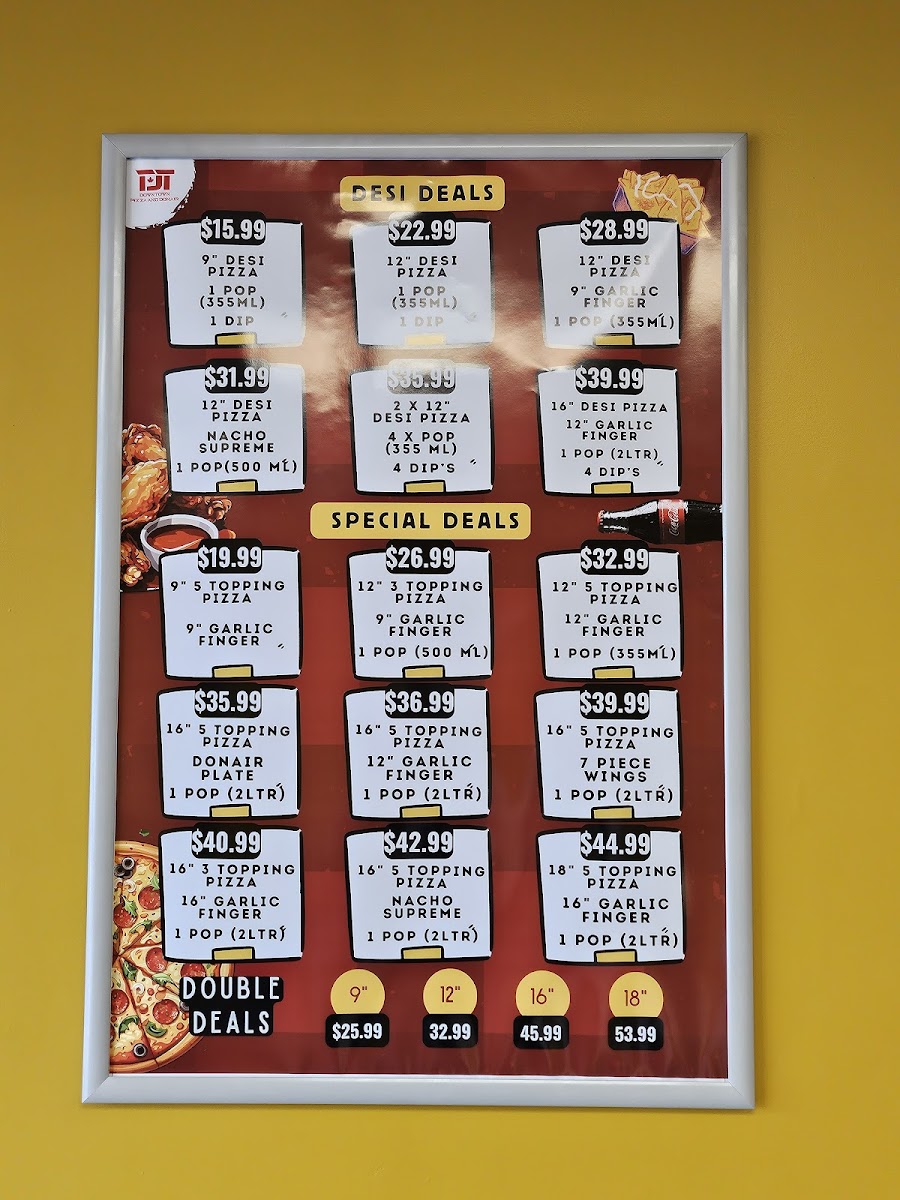 DJT
DOWNTOWN
PIZZA AND DONAIR
DESI DEALS
$15.99
9" DESI
PIZZA
1 POP
(355ML)
1 DIP
$22.99
12" DESI
PIZZA
1 POP
(355ML)
1 DIP
$28.99
12" DESI
PIZZA
9" GARLIC
FINGER
1 POP (355ML)
$31.99
12" DESI
PIZZA
NACHO
SUPREME
1 POP(500 ML)
$35.99
2 X 12"
DESI PIZZA
4 X POP
(355 ML)
4 DIP'S
$39.99
16" DESI PIZZA
12" GARLIC
FINGER
1 POP (2LTR)
4 DIP'S
SPECIAL DEALS
$19.99
9" 5 TOPPING
PIZZA
9" GARLIC
FINGER
$26.99
12" 3 TOPPING
PIZZA
9" GARLIC
FINGER
1 POP (500 ML)
$32.99
12" 5 TOPPING
PIZZA
12" GARLIC
FINGER
1 POP (355ML)
$35.99
16" 5 TOPPING
PIZZA
DONAIR
PLATE
1 POP (2LTR)
$36.99
16" 5 TOPPING
PIZZA
12" GARLIC
FINGER
1 POP (2LTR)
$39.99
16" 5 TOPPING
PIZZA
7 PIECE
WINGS
1 POP (2LTR)
$40.99
16" 3 TOPPING
PIZZA
16" GARLIC
FINGER
1 POP (2LTR)
$42.99
16" 5 TOPPING
PIZZA
NACHO
SUPREME
1 POP (2LTR)
$44.99
18" 5 TOPPING
PIZZA
16" GARLIC
FINGER
1 POP (2LTR)
DOUBLE
DEALS
9" 12" 16" 18"
$25.99 32.99 45.99 53.99
Coca-Cola